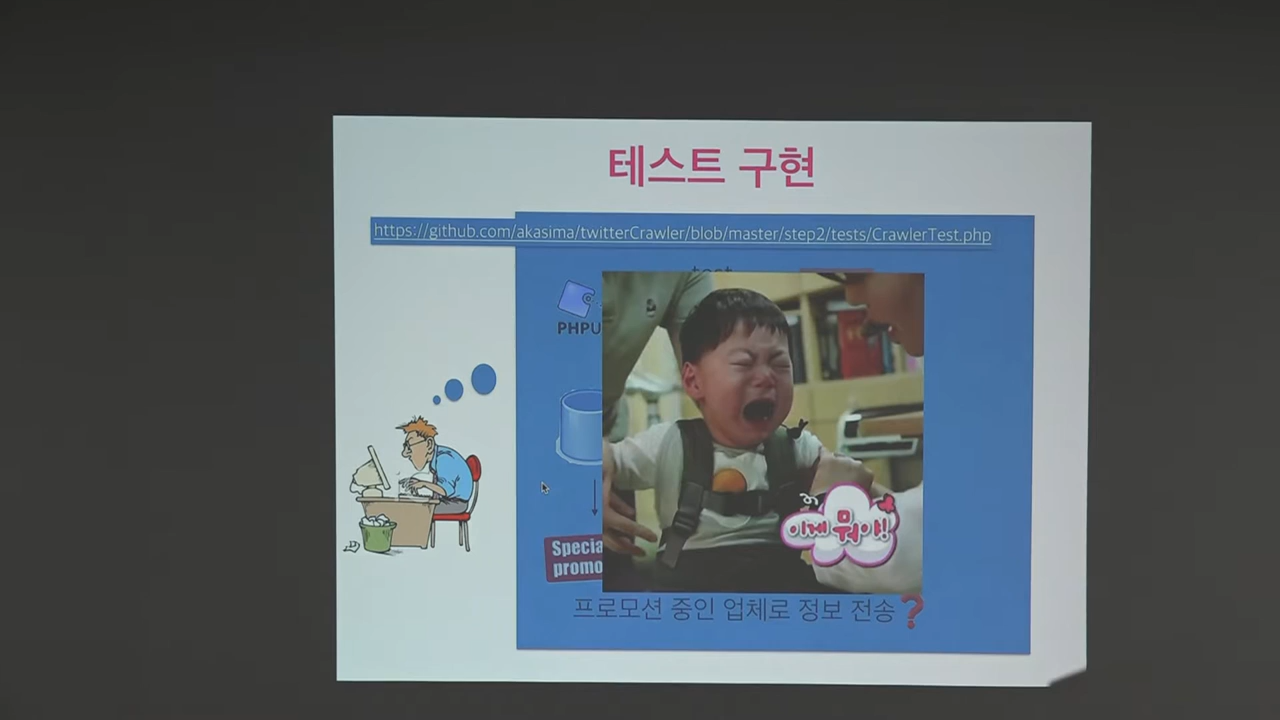 테스트 구현
https://github.com/akasima/twitterCrawler/blob/master/step2/tests/CrawlerTest.php
test
PHPU
이게 뭐야!
Specia
promo
프로모션 중인 업체로 정보 전송?